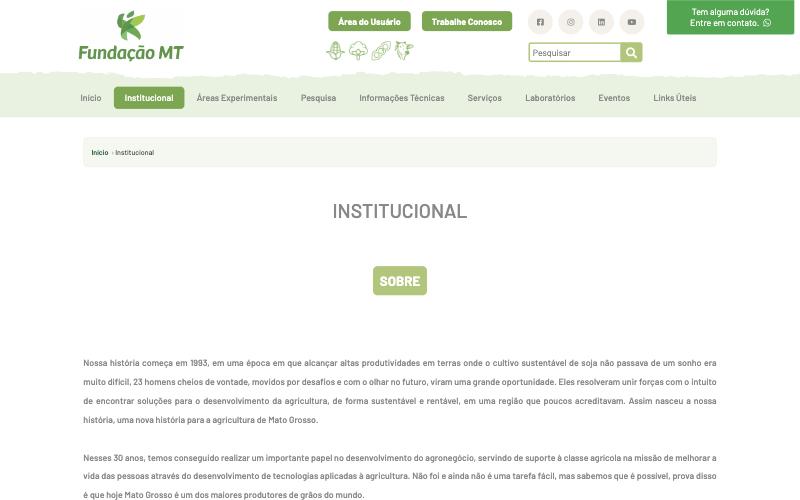 Fundação MT
Área do Usuário
Trabalhe Conosco
Pesquisar
Tem alguma dúvida?
Entre em contato.
Início
Institucional
Áreas Experimentais
Pesquisa
Informações Técnicas
Serviços
Laboratórios
Eventos
Links Úteis
Início › Institucional
INSTITUCIONAL
SOBRE
Nossa história começa em 1993, em uma época em que alcançar altas produtividades em terras onde o cultivo sustentável de soja não passava de um sonho era
muito difícil, 23 homens cheios de vontade, movidos por desafios e com o olhar no futuro, viram uma grande oportunidade. Eles resolveram unir forças com o intuito
de encontrar soluções para o desenvolvimento da agricultura, de forma sustentável e rentável, em uma região que poucos acreditavam. Assim nasceu a nossa
história, uma nova história para a agricultura de Mato Grosso.
Nesses 30 anos, temos conseguido realizar um importante papel no desenvolvimento do agronegócio, servindo de suporte à classe agrícola na missão de melhorar a
vida das pessoas através do desenvolvimento de tecnologias aplicadas à agricultura. Não foi e ainda não é uma tarefa fácil, mas sabemos que é possível, prova disso
é que hoje Mato Grosso é um dos maiores produtores de grãos do mundo.